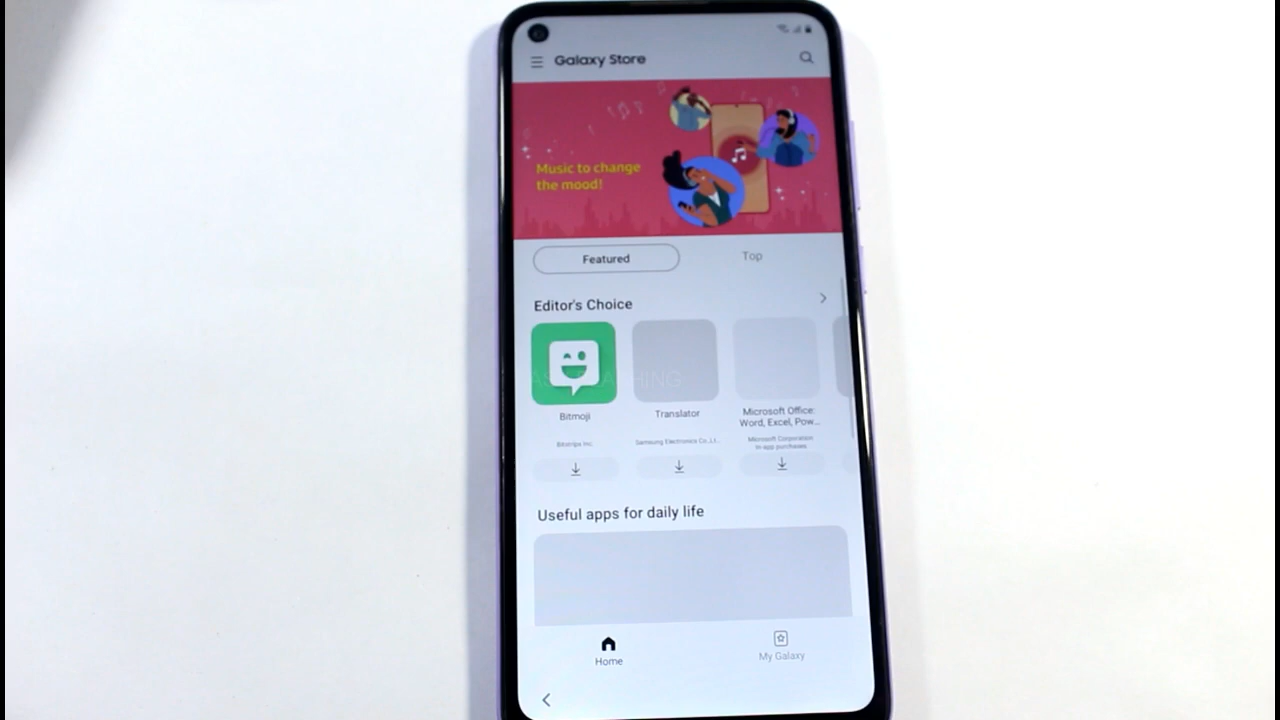 Galaxy Store
Music to change
the mood!
Featured
Top
Editor's Choice
Bitmoji
Translator
Microsoft Office:
Word, Excel, Pow...
Bitstrips Inc.
Samsung Electronics Co.,Lt..
Microsoft Corporation
In-app purchases
Useful apps for daily life
Home
My Galaxy